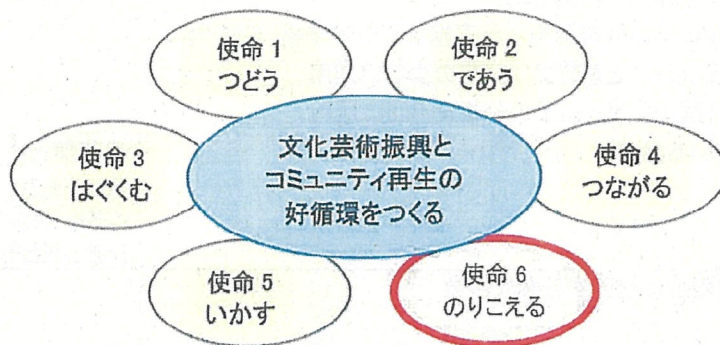 使命 1
つどう
使命 2
であう
使命 3
はぐくむ
文化芸術振興と
コミュニティ再生の
好循環をつくる
使命 4
つながる
使命 5
いかす
使命 6
のりこえる